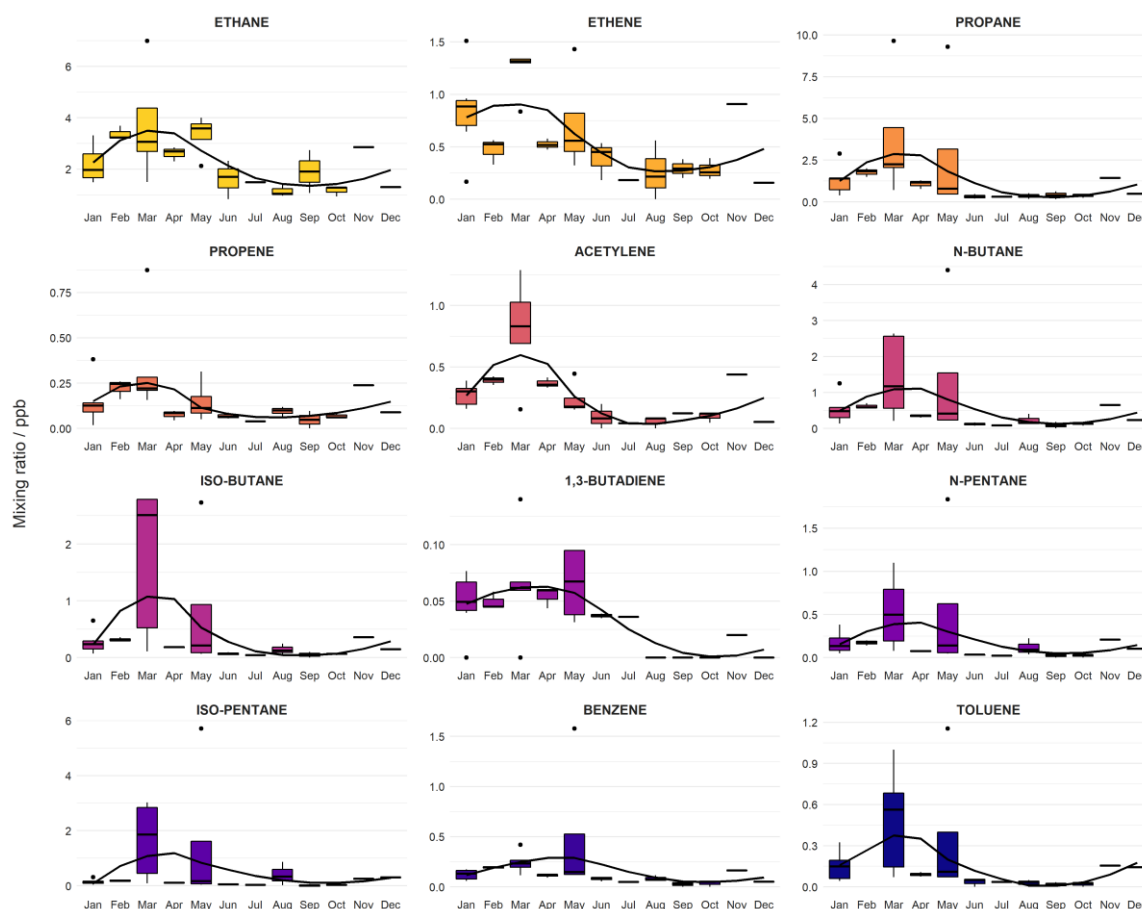 ETHANE
6
4
2
Jan Feb Mar Apr May Jun Jul Aug Sep Oct Nov Dec
ETHENE
1.5
1.0
0.5
0.0
Jan Feb Mar Apr May Jun Jul Aug Sep Oct Nov Dec
PROPANE
10.0
7.5
5.0
2.5
0.0
Jan Feb Mar Apr May Jun Jul Aug Sep Oct Nov Dec
PROPENE
0.75
0.50
0.25
0.00
Jan Feb Mar Apr May Jun Jul Aug Sep Oct Nov Dec
ACETYLENE
1.0
0.5
0.0
Jan Feb Mar Apr May Jun Jul Aug Sep Oct Nov Dec
N-BUTANE
4
3
2
1
0
Jan Feb Mar Apr May Jun Jul Aug Sep Oct Nov Dec
Mixing ratio / ppb
ISO-BUTANE
2
1
0
Jan Feb Mar Apr May Jun Jul Aug Sep Oct Nov Dec
1,3-BUTADIENE
0.10
0.05
0.00
Jan Feb Mar Apr May Jun Jul Aug Sep Oct Nov Dec
N-PENTANE
1.5
1.0
0.5
0.0
Jan Feb Mar Apr May Jun Jul Aug Sep Oct Nov Dec
ISO-PENTANE
6
4
2
0
Jan Feb Mar Apr May Jun Jul Aug Sep Oct Nov Dec
BENZENE
1.5
1.0
0.5
0.0
Jan Feb Mar Apr May Jun Jul Aug Sep Oct Nov Dec
TOLUENE
1.2
0.9
0.6
0.3
0.0
Jan Feb Mar Apr May Jun Jul Aug Sep Oct Nov Dec